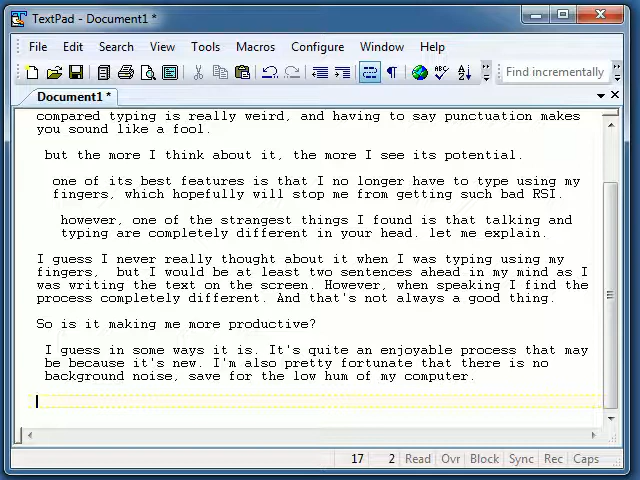 TextPad - Document1 *
File Edit Search View Tools Macros Configure Window Help
Find incrementally
Document1 *
compared typing is really weird, and having to say punctuation makes
you sound like a fool.
but the more I think about it, the more I see its potential.
one of its best features is that I no longer have to type using my
fingers, which hopefully will stop me from getting such bad RSI.
however, one of the strangest things I found is that talking and
typing are completely different in your head. let me explain.
I guess I never really thought about it when I was typing using my
fingers,  but I would be at least two sentences ahead in my mind as I
was writing the text on the screen. However, when speaking I find the
process completely different. And that's not always a good thing.
So is it making me more productive?
I guess in some ways it is. It's quite an enjoyable process that may
be because it's new. I'm also pretty fortunate that there is no
background noise, save for the low hum of my computer.
17 2 Read Ovr Block Sync Rec Caps